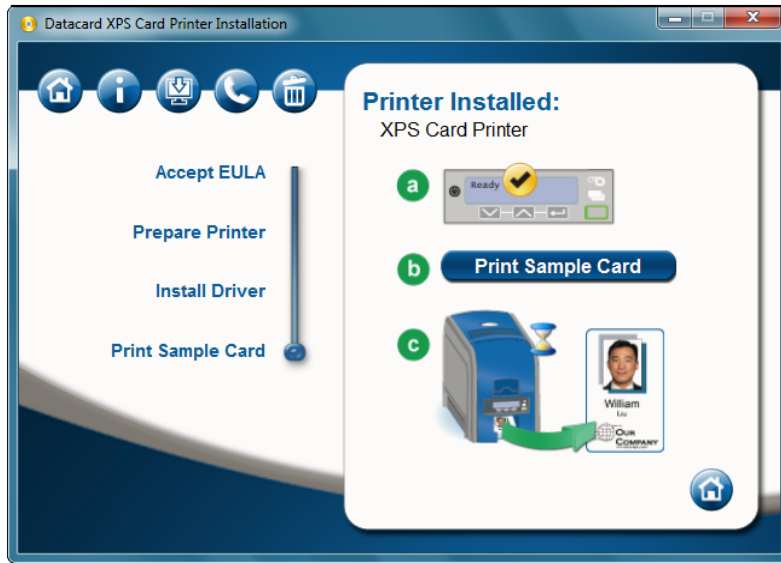 Datacard XPS Card Printer Installation
Accept EULA
Prepare Printer
Install Driver
Print Sample Card
Printer Installed:
XPS Card Printer
a
Ready
b
Print Sample Card
c
William
Liu
OUR
COMPANY